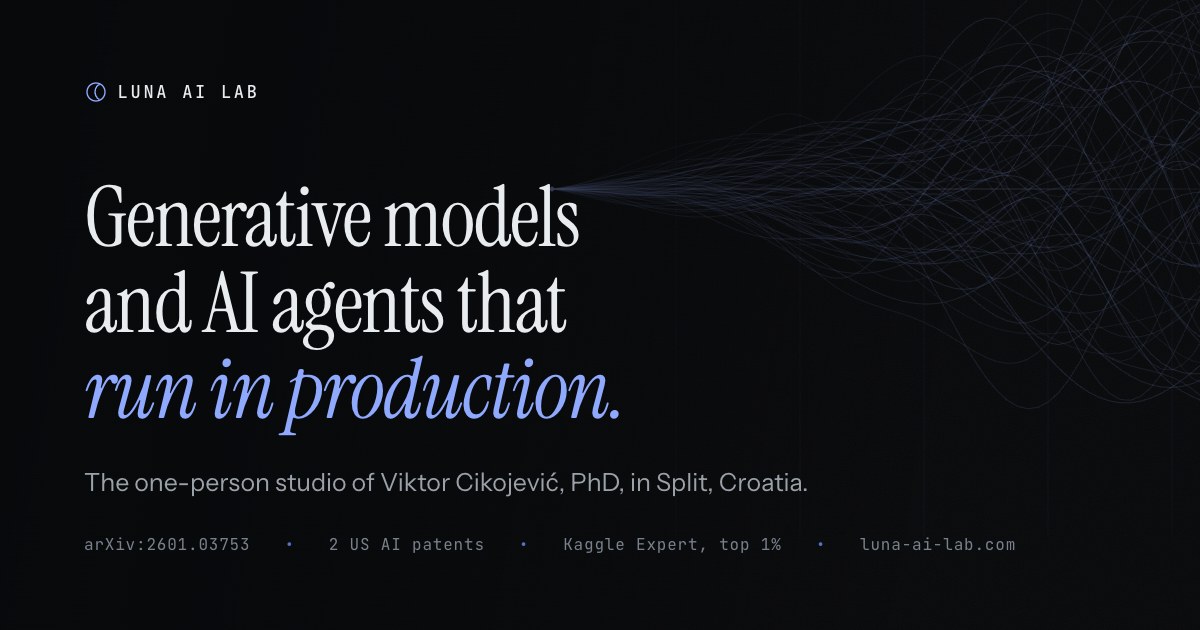 LUNA AI LAB
Generative models
and AI agents that
run in production.
The one-person studio of Viktor Cikojević, PhD, in Split, Croatia.
arXiv:2601.03753 • 2 US AI patents • Kaggle Expert, top 1% • luna-ai-lab.com